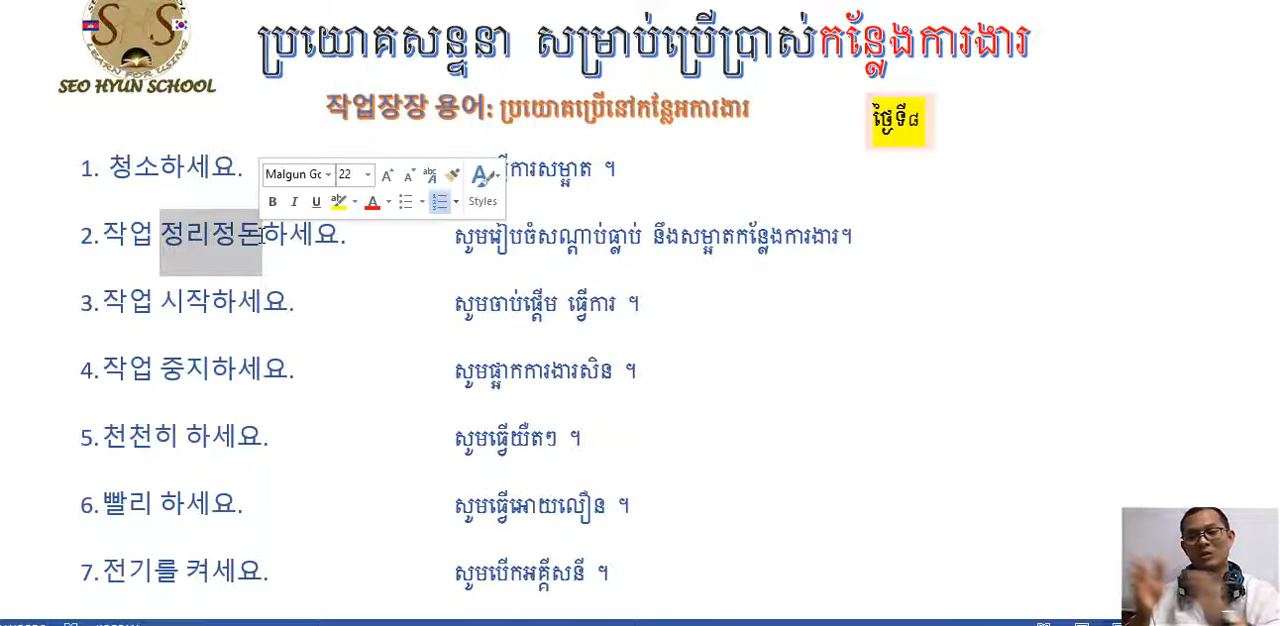 SEO HYUN SCHOOL
ប្រយោគសន្ទនា សម្រាប់ប្រើប្រាស់កន្លែងការងារ
작업장장 용어: ប្រយោគប្រើនៅកន្លែអការងារ
ថ្ងៃទី៨
1. 청소하세요. ការសម្អាត ។
Malgun Gc 22
B I U Styles
2. 작업 정리정돈하세요. សូមរៀបចំសណ្តាប់ធ្លាប់ នឹងសម្អាតកន្លែងការងារ។
3. 작업 시작하세요. សូមចាប់ផ្តើម ធ្វើការ ។
4. 작업 중지하세요. សូមផ្អាកការងារសិន ។
5. 천천히 하세요. សូមធ្វើយឺតៗ ។
6. 빨리 하세요. សូមធ្វើអោយលឿន ។
7. 전기를 켜세요. សូមបើកអគ្គីសនី ។